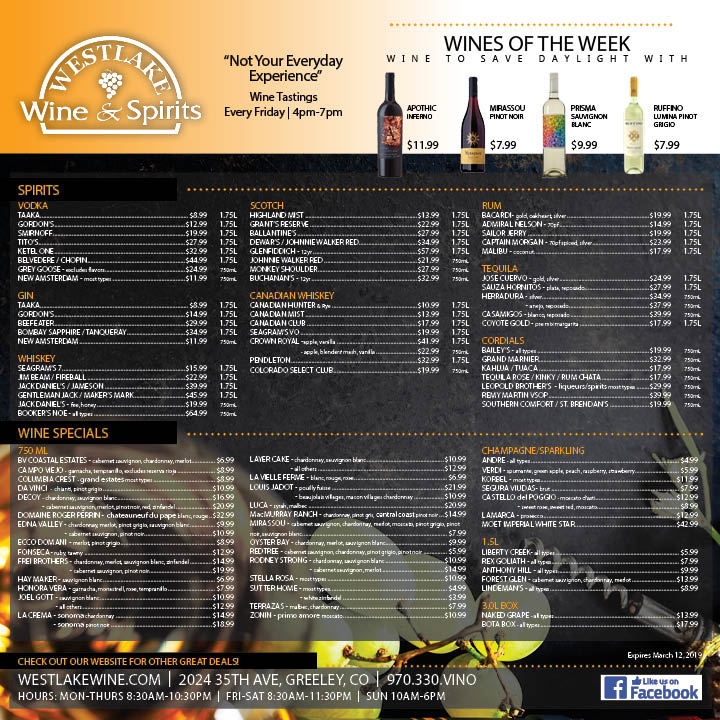 WESTLAKE
Wine & Spirits
“Not Your Everyday
Experience”
Wine Tastings
Every Friday | 4pm-7pm
WINES OF THE WEEK
WINE TO SAVE DAYLIGHT WITH
APOTHIC
INFERNO
$11.99
MIRASSOU
PINOT NOIR
$7.99
PRISMA
SAUVIGNON
BLANC
$9.99
RUFFINO
LUMINA PINOT
GRIGIO
$7.99
SPIRITS
VODKA
TAAKA $8.99 1.75L
GORDON'S $12.99 1.75L
SMIRNOFF $19.99 1.75L
TITO'S $27.99 1.75L
KETEL ONE $32.99 1.75L
BELVEDERE / CHOPIN $44.99 1.75L
GREY GOOSE - excludes flavors $24.99 750mL
NEW AMSTERDAM - most types $11.99 750mL
GIN
TAAKA $8.99 1.75L
GORDON'S $14.99 1.75L
BEEFEATER $29.99 1.75L
BOMBAY SAPPHIRE / TANQUERAY $34.99 1.75L
NEW AMSTERDAM $11.99 750mL
WHISKEY
SEAGRAM'S 7 $15.99 1.75L
JIM BEAM / FIREBALL $22.99 1.75L
JACK DANIEL'S / JAMESON $39.99 1.75L
GENTLEMAN JACK / MAKER'S MARK $45.99 1.75L
JACK DANIEL'S - fire, honey $19.99 750mL
BOOKER'S NOE - all types $64.99 750mL
SCOTCH
HIGHLAND MIST $13.99 1.75L
GRANT'S RESERVE $22.99 1.75L
BALLANTINE'S $27.99 1.75L
DEWAR'S / JOHNNIE WALKER RED $34.99 1.75L
GLENFIDDICH - 12yr $57.99 1.75L
JOHNNIE WALKER RED $21.99 750mL
MONKEY SHOULDER $27.99 750mL
BUCHANAN'S - 12yr $32.99 750mL
CANADIAN WHISKEY
CANADIAN HUNTER & Rye $10.99 1.75L
CANADIAN MIST $13.99 1.75L
CANADIAN CLUB $17.99 1.75L
SEAGRAM'S VO $19.99 1.75L
CROWN ROYAL -apple, vanilla $41.99 1.75L
- apple, blenders' mash, vanilla $22.99 750mL
PENDLETON $32.99 1.75L
COLORADO SELECT CLUB $19.99 750mL
RUM
BACARDI- gold, oakheart, silver $19.99 1.75L
ADMIRAL NELSON - 70pf $14.99 1.75L
SAILOR JERRY $19.99 1.75L
CAPTAIN MORGAN - 70pf spiced, silver $23.99 1.75L
MALIBU - coconut $17.99 1.75L
TEQUILA
JOSE CUERVO - gold, silver $24.99 1.75L
SAUZA HORNITOS - plata, reposado $27.99 1.75L
HERRADURA - silver $34.99 750mL
- anejo, reposado $37.99 750mL
CASAMIGOS - blanco, reposado $39.99 750mL
COYOTE GOLD - premix margarita $17.99 1.75L
CORDIALS
BAILEY'S - all types $19.99 750mL
GRAND MARNIER $32.99 750mL
KAHLUA / TUACA $17.99 750mL
TEQUILA ROSE / KINKY / RUM CHATA $17.99 750mL
LEOPOLD BROTHER'S - liqueurs/spirits most types $29.99 750mL
REMY MARTIN VSOP $39.99 750mL
SOUTHERN COMFORT / ST. BRENDAN'S $19.99 1.75L
WINE SPECIALS
750 ML
BV COASTAL ESTATES - cabernet sauvignon, chardonnay, merlot $6.99
CAMPO VIEJO - garnacha, tempranillo, excludes reserva rioja $8.99
COLUMBIA CREST - grand estates most types $8.99
DA VINCI - chianti, pinot grigio $10.99
DECOY - chardonnay, sauvignon blanc $16.99
- cabernet sauvignon, merlot, pinot noir, red, zinfandel $20.99
DOMAINE ROGER PERRIN - chateauneuf du pape blanc, rouge $32.99
EDNA VALLEY - chardonnay, merlot, pinot grigio, sauvignon blanc $9.99
- cabernet sauvignon, pinot noir $10.99
ECCO DOMANI - merlot, pinot grigio $8.99
FONSECA - ruby, tawny $12.99
FREI BROTHERS - chardonnay, merlot, sauvignon blanc, zinfandel $14.99
- cabernet sauvignon, pinot noir $19.99
HAY MAKER - sauvignon blanc $6.99
HONORA VERA - garnacha, monastrell, rose, tempranillo $7.99
JOEL GOTT - sauvignon blanc $10.99
- all others $12.99
LA CREMA - sonoma chardonnay $14.99
- sonoma pinot noir $18.99
LAYER CAKE - chardonnay, sauvignon blanc $10.99
- all others $12.99
LA VIELLE FERME - blanc, rouge, rose $6.99
LOUIS JADOT - pouilly fuisse $21.99
- beaujolais villages, macon villages chardonnay $10.99
LUCA - syrah, malbec $20.99
MacMURRAY RANCH - chardonnay, pinot gris, central coast pinot noir $14.99
MIRASSOU - cabernet sauvignon, chardonnay, merlot, moscato, pinot grigio, pinot
noir, sauvignon blanc $7.99
OYSTER BAY - chardonnay, pinot grigio, sauvignon blanc $9.99
REDTREE - cabernet sauvignon, chardonnay, pinot grigio, pinot noir $5.99
RODNEY STRONG - chardonnay, sauvignon blanc $10.99
- cabernet sauvignon, merlot $14.99
STELLA ROSA - most types $10.99
SUTTER HOME - most types $4.99
- white zinfandel $3.99
TERRAZAS - malbec, chardonnay $7.99
ZONIN - primo amore moscato $10.99
CHAMPAGNE/SPARKLING
ANDRE - all types $4.99
VERDI - spumante, green apple, peach, raspberry, strawberry $5.99
KORBEL - most types $11.99
SEGURA VIUDAS- brut $7.99
CASTELLO del POGGIO - moscato d'asti $12.99
- sweet rose, sweet red, moscato $8.99
LAMARCA - prosecco $12.99
MOET IMPERIAL WHITE STAR $42.99
1.5L
LIBERTY CREEK- all types $5.99
REX GOLIATH - all types $7.99
ANTHONY HILL - all types $9.99
FOREST GLEN - cabernet sauvignon, chardonnay, merlot $13.99
LINDEMAN'S - all types $8.99
3.0L BOX
NAKED GRAPE -all types $13.99
BOTA BOX -all types $17.99
Expires March 12, 2019
CHECK OUT OUR WEBSITE FOR OTHER GREAT DEALS!
WESTLAKEWINE.COM | 2024 35TH AVE, GREELEY, CO | 970.330.VINO
HOURS: MON-THURS 8:30AM-10:30PM | FRI-SAT 8:30AM-11:30PM | SUN 10AM-6PM
Like us on
Facebook